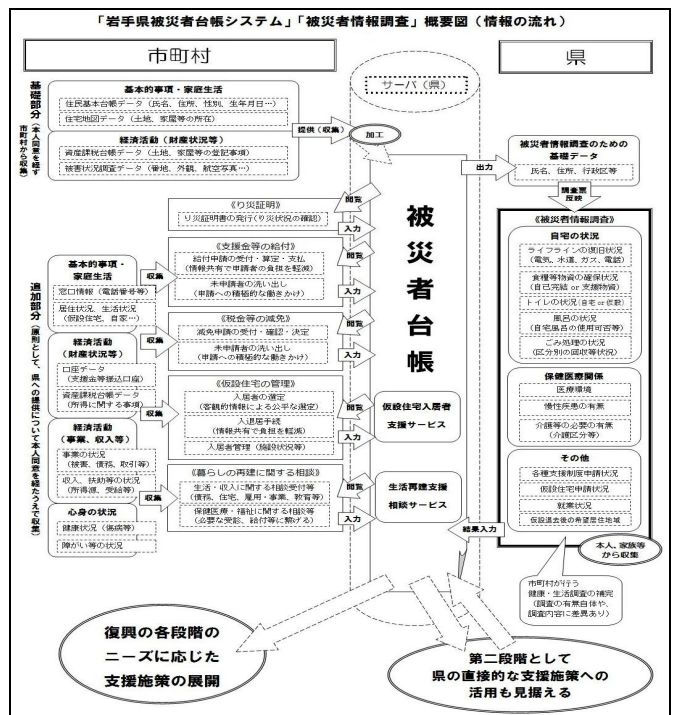 「岩手県被災者台帳システム」「被災者情報調査」概要図（情報の流れ）
市町村
県
サーバ（県）
基礎部分（本人同意を経ず
市町村から収集）
基本的事項・家庭生活
住民基本台帳データ（氏名、住所、性別、生年月日…）
住宅地図データ（土地、家屋等の所在）
経済活動（財産状況等）
資産課税台帳データ（土地、家屋等の登記事項）
被害状況調査データ（番地、外観、航空写真…）
提供（収集）
加工
被災者台帳
出力
被災者情報調査のための
基礎データ
氏名、住所、行政区等
調査票
反映
《り災証明》
り災証明書の発行（り災状況の確認）
閲覧
入力
《支援金等の給付》
給付申請の受付・算定・支払
（情報共有で申請者の負担を軽減）
未申請者の洗い出し
（申請への積極的な働きかけ）
閲覧
入力
《税金等の減免》
減免申請の受付・確認・決定
未申請者の洗い出し
（申請への積極的な働きかけ）
閲覧
入力
《仮設住宅の管理》
入居者の選定
（客観的情報による公平な選定）
入退居手続
（情報共有で負担を軽減）
入居者管理（施設状況等）
閲覧
入力
仮設住宅入居者
支援サービス
《暮らしの再建に関する相談》
生活・収入に関する相談受付等
（債務、住宅、雇用・事業、教育等）
保健医療・福祉に関する相談等
（必要な受診、給付等に繋げる）
閲覧
入力
生活再建支援
相談サービス
追加部分（原則として、県への提供について本人同意を経たうえで収集）
基本的事項・
家庭生活
窓口情報（電話番号等）
居住状況、生活状況
（仮設住宅、自家…）
収集
経済活動
（財産状況等）
口座データ
（支援金等振込口座）
資産課税台帳データ
（所得に関する事項）
収集
経済活動
（事業、収入等）
事業の状況
（被害、債務、取引等）
収入、扶助等の状況
（所得源、受給等）
収集
心身の状況
健康状況（傷病等）
障がい等の状況
収集
《被災者情報調査》
自宅の状況
ライフラインの復旧状況
（電気、水道、ガス、電話）
食糧等物資の確保状況
（自己完結 or 支援物資）
トイレの状況（自宅 or 仮設）
風呂の状況
（自宅風呂の使用可否等）
ごみ処理の状況
（区分別の回収等状況）
保健医療関係
医療環境
慢性疾患の有無
介護等の必要の有無
（介護区分等）
その他
各種支援制度申請状況
仮設住宅申請状況
就業状況
仮設退去後の希望居住地域
結果入力
本人、家族等
から収集
市町村が行う
健康・生活調査の補完
（調査の有無自体や、
調査内容に差異あり）
復興の各段階の
ニーズに応じた
支援施策の展開
第二段階として
県の直接的な支援施策への
活用も見据える